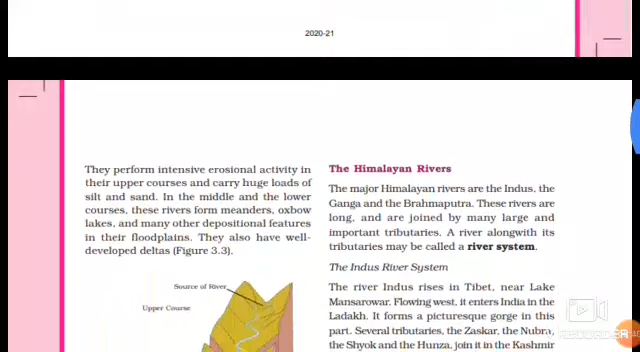 2020-21
They perform intensive erosional activity in
their upper courses and carry huge loads of
silt and sand. In the middle and the lower
courses, these rivers form meanders, oxbow
lakes, and many other depositional features
in their floodplains. They also have well-
developed deltas (Figure 3.3).
Source of River
Upper Course
The Himalayan Rivers
The major Himalayan rivers are the Indus, the
Ganga and the Brahmaputra. These rivers are
long, and are joined by many large and
important tributaries. A river alongwith its
tributaries may be called a river system.
The Indus River System
The river Indus rises in Tibet, near Lake
Mansarowar. Flowing west, it enters India in the
Ladakh. It forms a picturesque gorge in this
part. Several tributaries, the Zaskar, the Nubra,
the Shyok and the Hunza, join it in the Kashmir
RECORDER